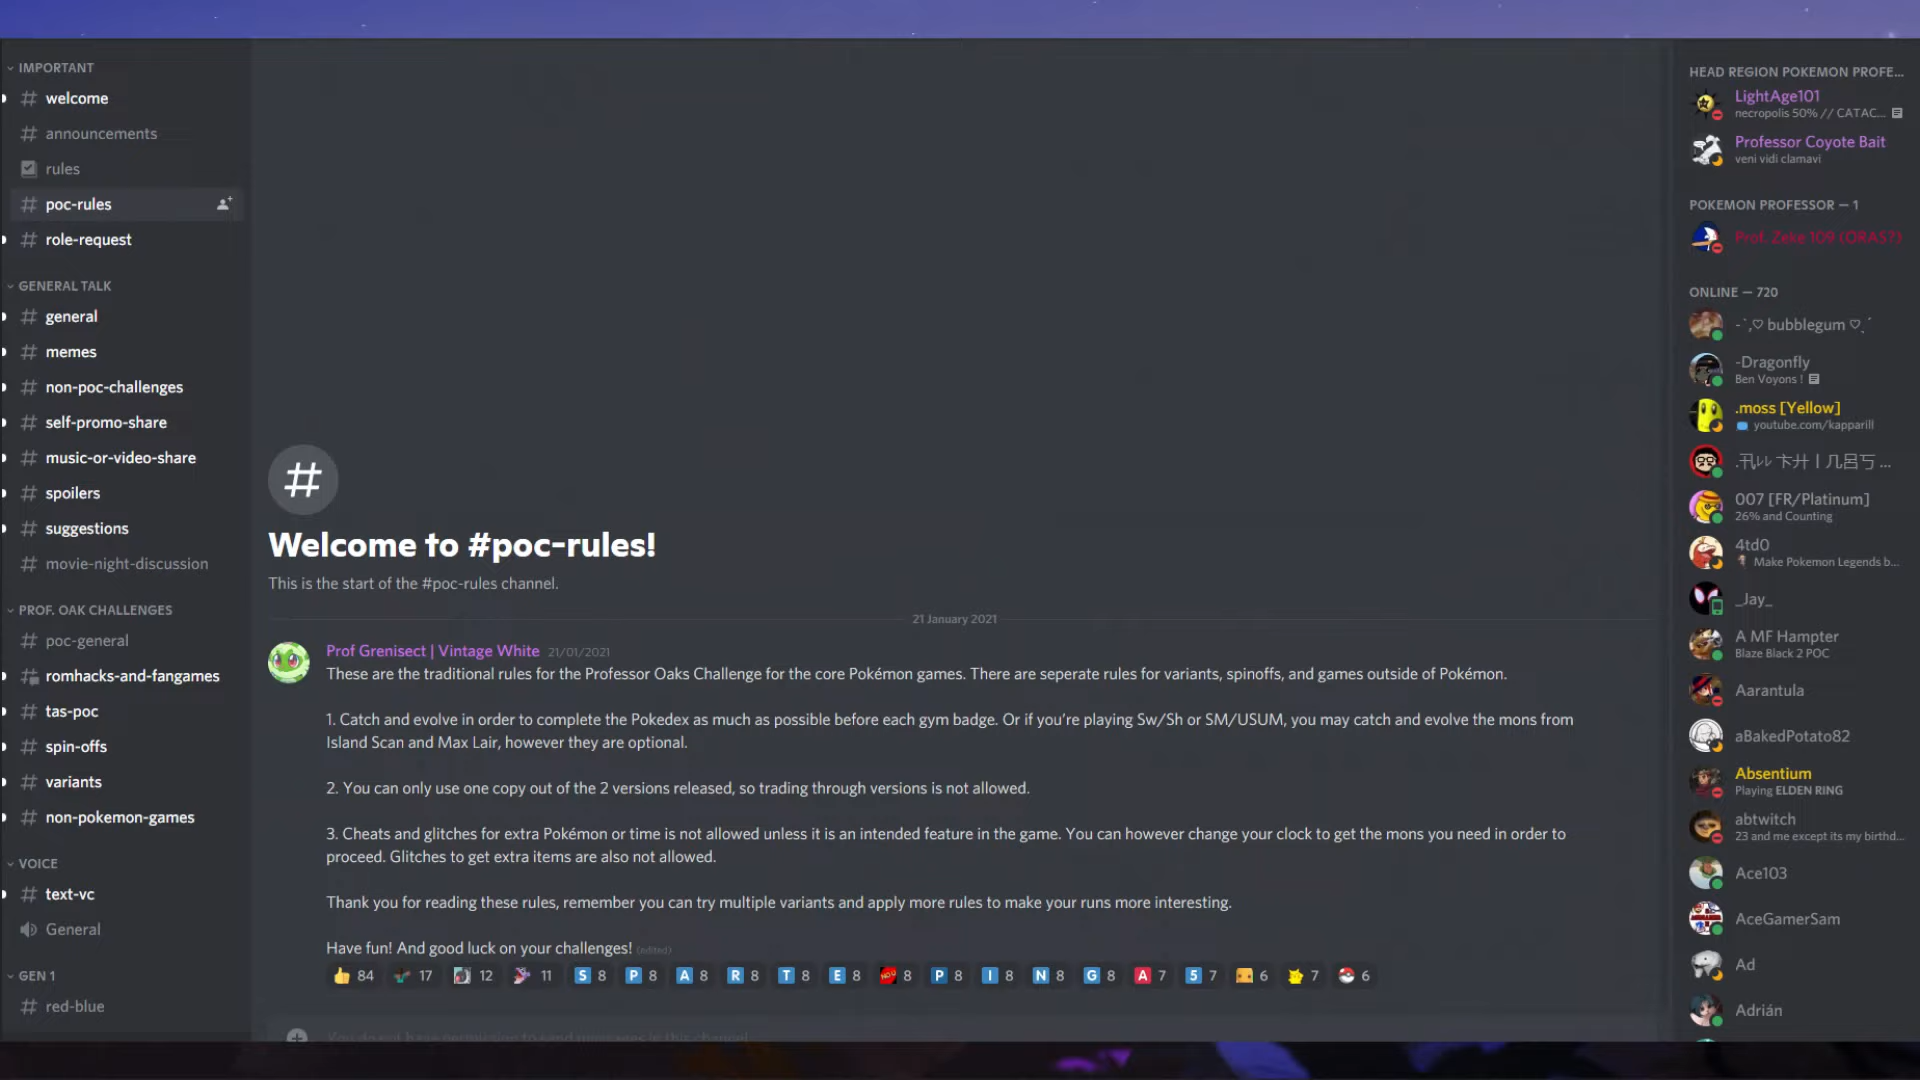 IMPORTANT
welcome
announcements
rules
poc-rules
role-request
GENERAL TALK
general
memes
non-poc-challenges
self-promo-share
music-or-video-share
spoilers
suggestions
movie-night-discussion
PROF. OAK CHALLENGES
poc-general
romhacks-and-fangames
tas-poc
spin-offs
variants
non-pokemon-games
VOICE
text-vc
General
GEN 1
red-blue
#
Welcome to #poc-rules!
This is the start of the #poc-rules channel.
21 January 2021
Prof Grenisect | Vintage White 21/01/2021
These are the traditional rules for the Professor Oaks Challenge for the core Pokémon games. There are seperate rules for variants, spinoffs, and games outside of Pokémon.
1. Catch and evolve in order to complete the Pokedex as much as possible before each gym badge. Or if you're playing Sw/Sh or SM/USUM, you may catch and evolve the mons from
Island Scan and Max Lair, however they are optional.
2. You can only use one copy out of the 2 versions released, so trading through versions is not allowed.
3. Cheats and glitches for extra Pokémon or time is not allowed unless it is an intended feature in the game. You can however change your clock to get the mons you need in order to
proceed. Glitches to get extra items are also not allowed.
Thank you for reading these rules, remember you can try multiple variants and apply more rules to make your runs more interesting.
Have fun! And good luck on your challenges! (edited)
84 17 12 11 S 8 P 8 A 8 R 8 T 8 E 8 8 P 8 I 8 N 8 G 8 A 7 5 7 6 7 6
You do not have permission to send messages in this channel.
HEAD REGION POKEMON PROFE...
LightAge101
necropolis 50% // CATAC...
Professor Coyote Bait
veni vidi clamavi
POKEMON PROFESSOR — 1
Prof. Zeke 109 (ORAS?)
ONLINE — 720
-`,♡ bubblegum ♡,´
-Dragonfly
Ben Voyons !
.moss [Yellow]
youtube.com/kapparill
007 [FR/Platinum]
26% and Counting
4td0
Make Pokemon Legends b...
_Jay_
A MF Hampter
Blaze Black 2 POC
Aarantula
aBakedPotato82
Absentium
Playing ELDEN RING
abtwitch
23 and me except its my birthd...
Ace103
AceGamerSam
Ad
Adrián